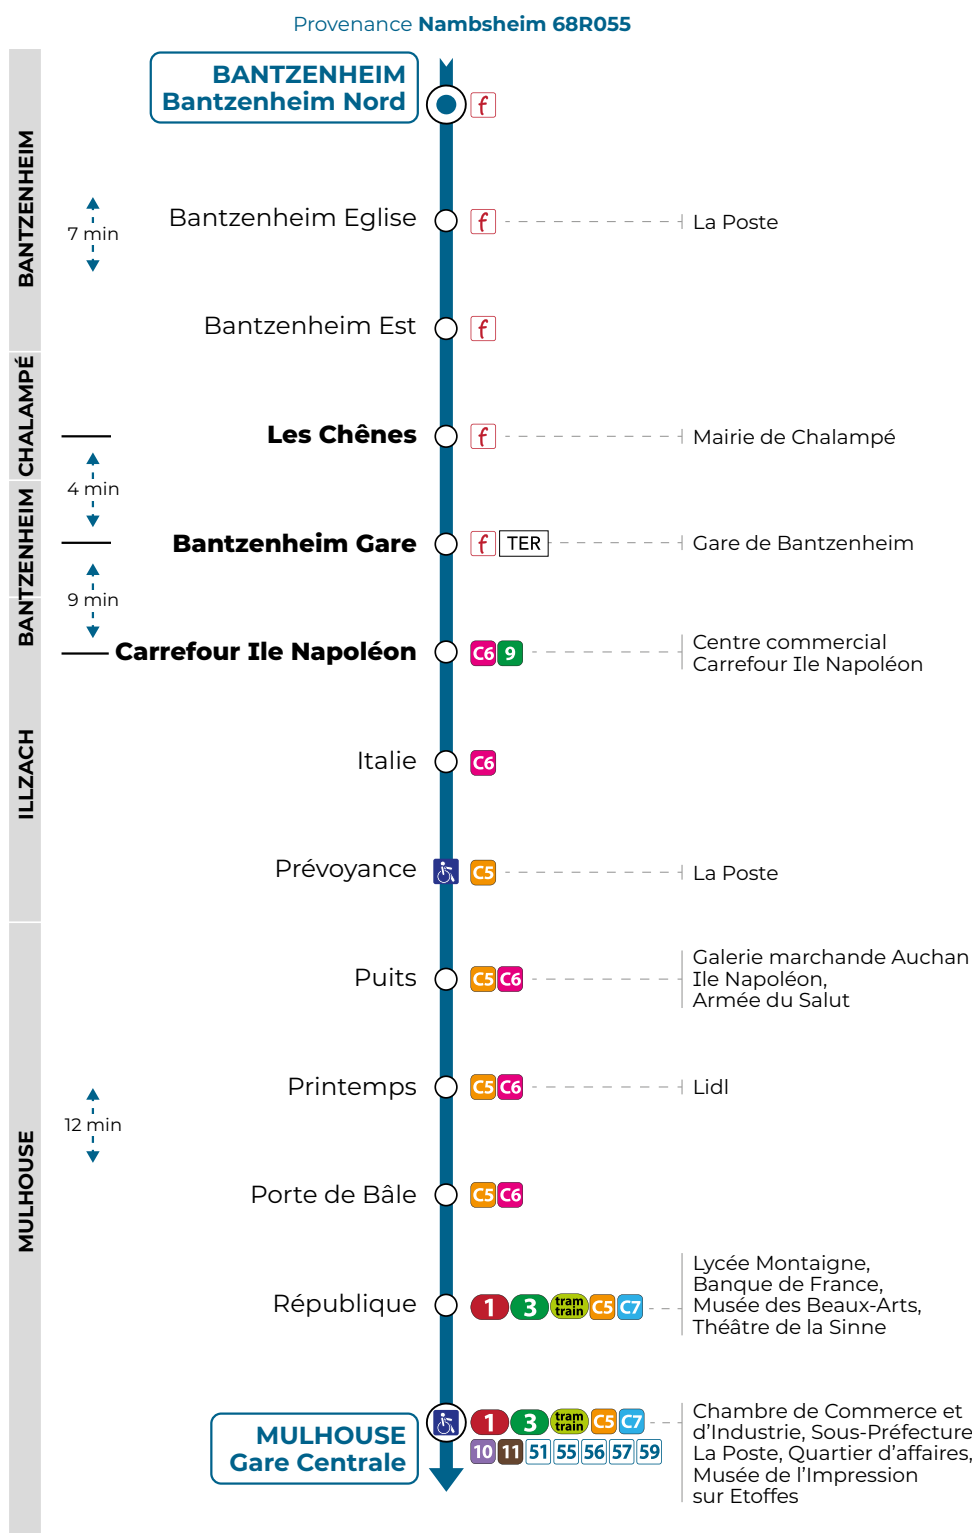 Provenance Nambsheim 68R055
BANTZENHEIM
Bantzenheim Nord
f
BANTZENHEIM
7 min
Bantzenheim Eglise
f
La Poste
Bantzenheim Est
f
CHALAMPÉ
Les Chênes
f
Mairie de Chalampé
4 min
BANTZENHEIM
Bantzenheim Gare
f TER
Gare de Bantzenheim
9 min
Carrefour Ile Napoléon
C6 9
Centre commercial
Carrefour Ile Napoléon
ILLZACH
Italie
C6
Prévoyance
C5
La Poste
Puits
C5 C6
Galerie marchande Auchan
Ile Napoléon,
Armée du Salut
Printemps
C5 C6
Lidl
MULHOUSE
12 min
Porte de Bâle
C5 C6
République
1 3 tram train C5 C7
Lycée Montaigne,
Banque de France,
Musée des Beaux-Arts,
Théâtre de la Sinne
MULHOUSE
Gare Centrale
1 3 tram train C5 C7
10 11 51 55 56 57 59
Chambre de Commerce et
d'Industrie, Sous-Préfecture
La Poste, Quartier d'affaires,
Musée de l'Impression
sur Etoffes